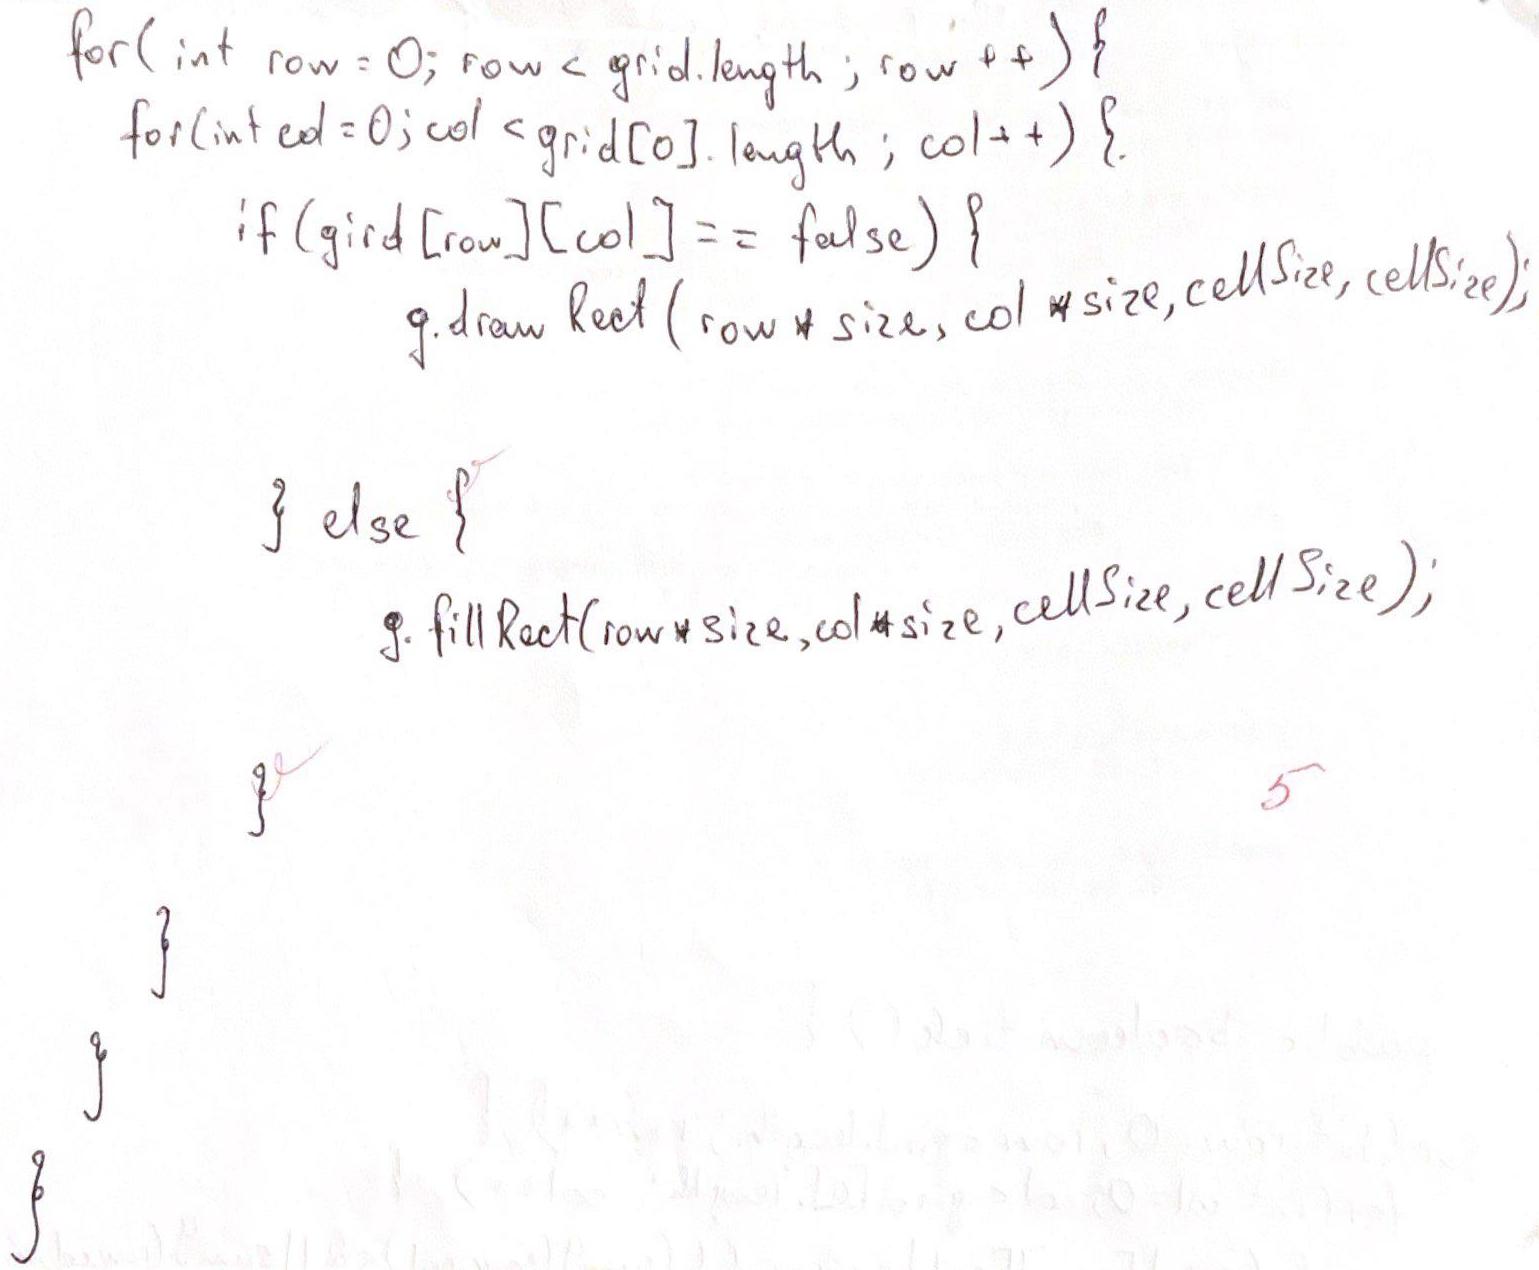 for(int row = 0; row < grid.length; row ++) {
for(int col = 0; col < grid[0].length; col++) {
if (gird [row][col] == false) {
g.draw Rect (row * size, col * size, cellSize, cellSize);
} else {
g. fill Rect(row * size, col * size, cellSize, cell Size);
}
5
}
}
}